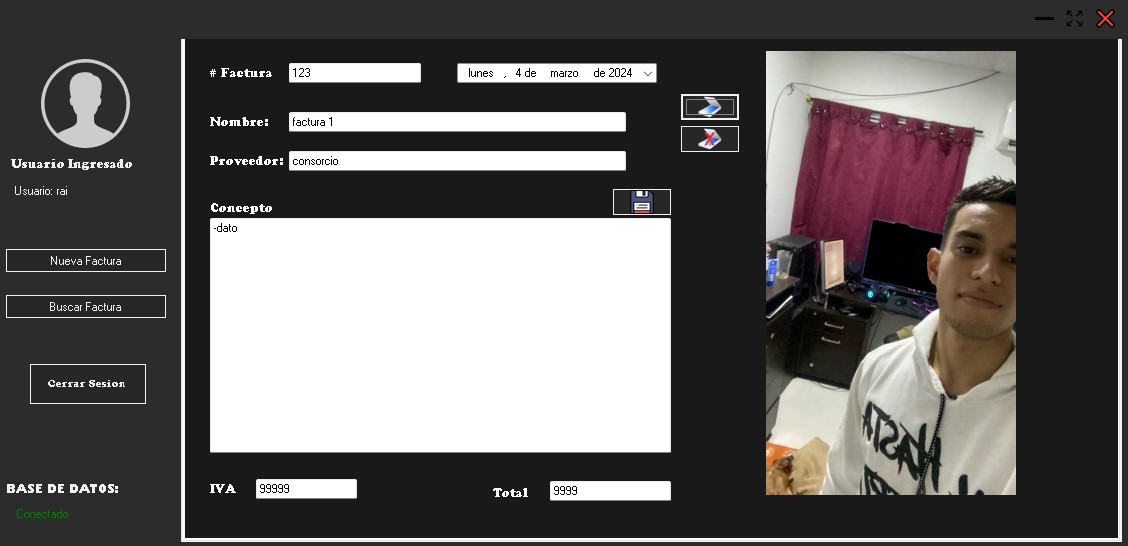 Usuario Ingresado
Usuario: rai
Nueva Factura
Buscar Factura
Cerrar Sesion
BASE DE DATOS:
Conectado
# Factura 123 lunes , 4 de marzo de 2024
Nombre: factura 1
Proveedor: consorcio
Concepto
-dato
IVA 99999 Total 9999
HASTA